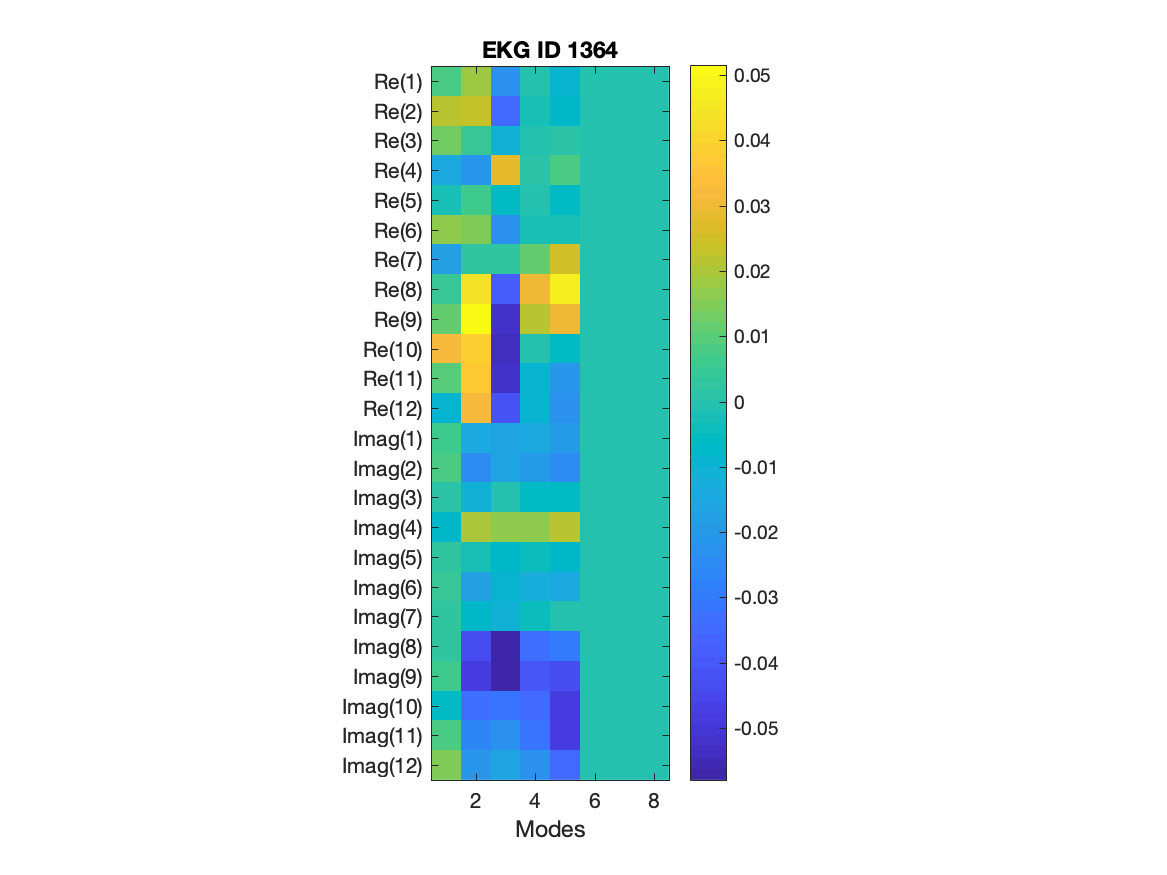 EKG ID 1364
Re(1)
Re(2)
Re(3)
Re(4)
Re(5)
Re(6)
Re(7)
Re(8)
Re(9)
Re(10)
Re(11)
Re(12)
Imag(1)
Imag(2)
Imag(3)
Imag(4)
Imag(5)
Imag(6)
Imag(7)
Imag(8)
Imag(9)
Imag(10)
Imag(11)
Imag(12)
2 4 6 8
Modes
0.05
0.04
0.03
0.02
0.01
0
-0.01
-0.02
-0.03
-0.04
-0.05